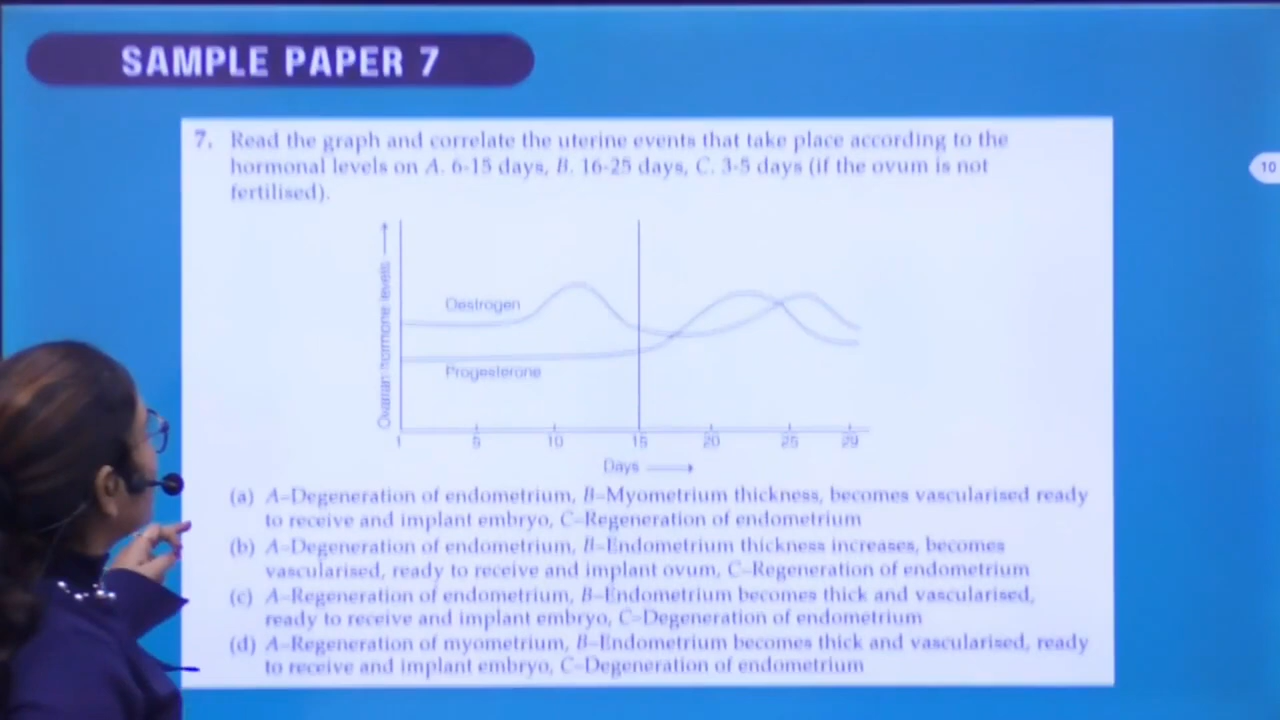 SAMPLE PAPER 7
7. Read the graph and correlate the uterine events that take place according to the
hormonal levels on A. 6-15 days, B. 16-25 days, C. 3-5 days (if the ovum is not
fertilised).
10
Ovarian hormone levels
Oestrogen
Progesterone
1 5 10 15 20 25 29
Days
(a) A–Degeneration of endometrium, B–Myometrium thickness, becomes vascularised ready
to receive and implant embryo, C–Regeneration of endometrium
(b) A–Degeneration of endometrium, B–Endometrium thickness increases, becomes
vascularised, ready to receive and implant ovum, C–Regeneration of endometrium
(c) A–Regeneration of endometrium, B–Endometrium becomes thick and vascularised,
ready to receive and implant embryo, C–Degeneration of endometrium
(d) A–Regeneration of myometrium, B–Endometrium becomes thick and vascularised, ready
to receive and implant embryo, C–Degeneration of endometrium